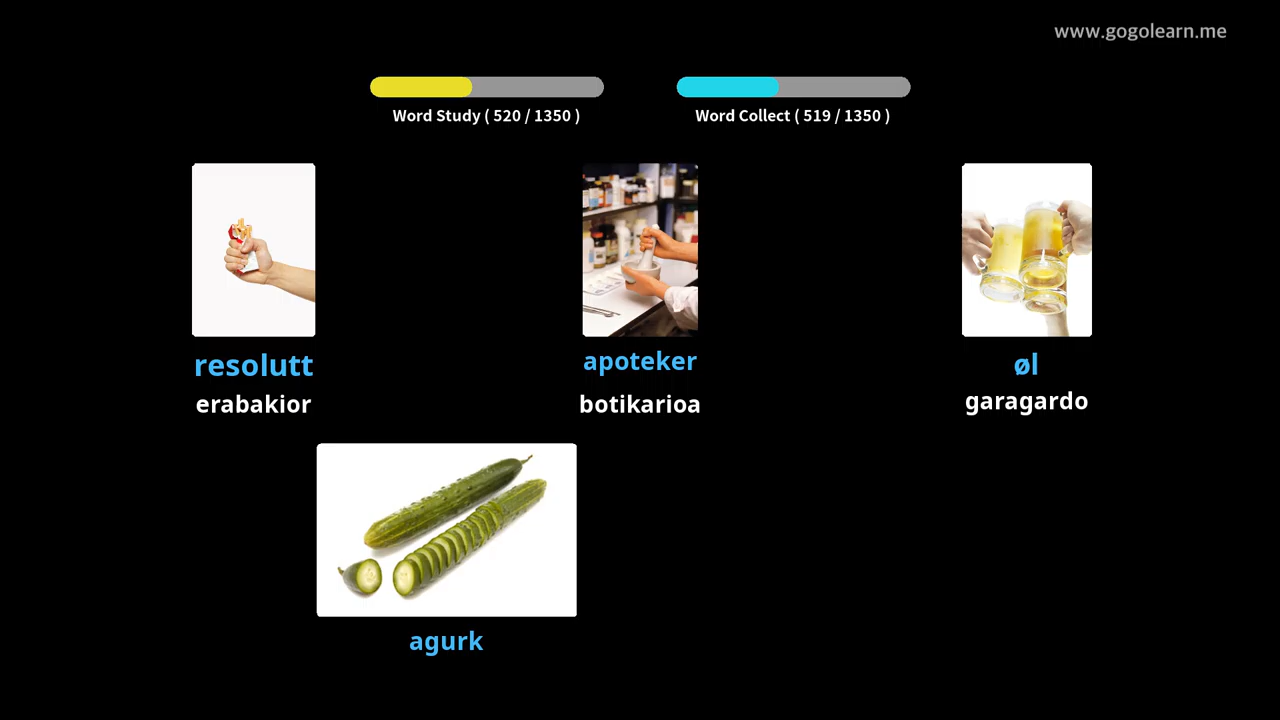 www.gogolearn.me
Word Study ( 520 / 1350 )
Word Collect ( 519 / 1350 )
resolutt
apoteker
øl
erabakior
botikarioa
garagardo
agurk